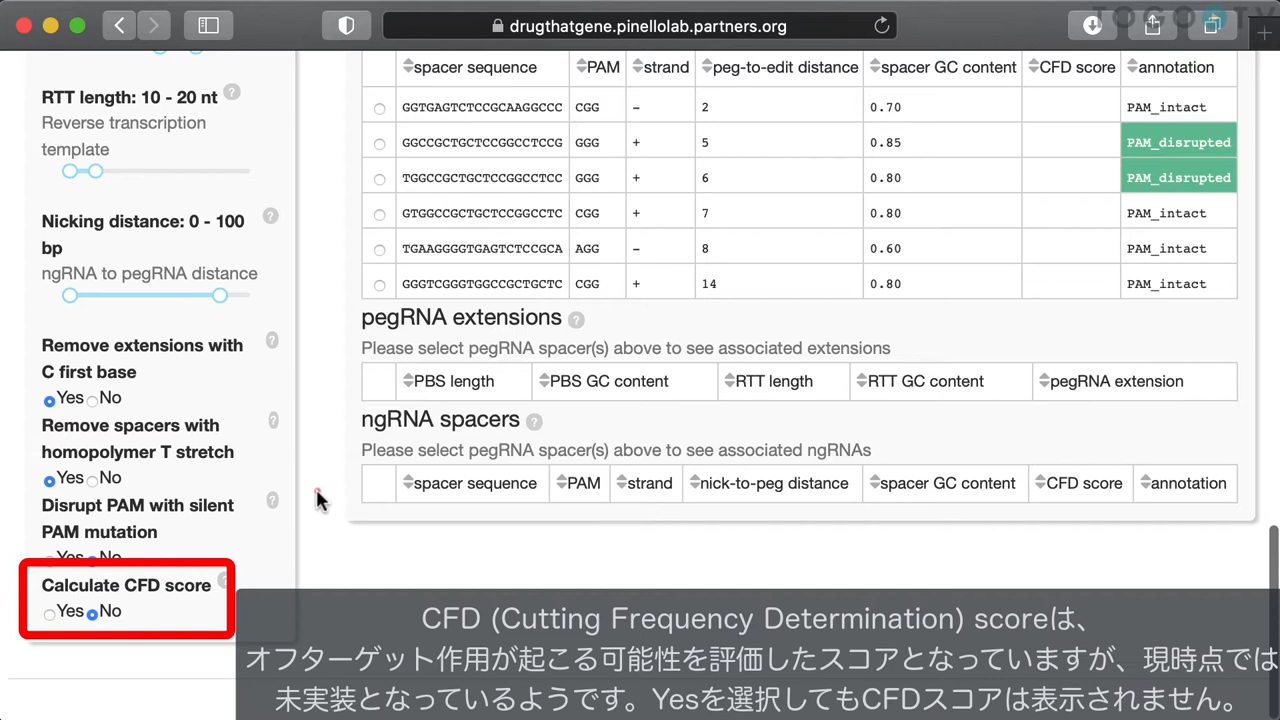 drugthatgene.pinellolab.partners.org
TOGO TV
RTT length: 10 - 20 nt
Reverse transcription
template
Nicking distance: 0 - 100
bp
ngRNA to pegRNA distance
Remove extensions with
C first base
Yes No
Remove spacers with
homopolymer T stretch
Yes No
Disrupt PAM with silent
PAM mutation
Yes No
Calculate CFD score
Yes No
spacer sequence PAM strand peg-to-edit distance spacer GC content CFD score annotation
GGTGAGTCTCCGCAAGGCCC CGG - 2 0.70 PAM_intact
GGCCGCTGCTCCGGCCTCCG GGG + 5 0.85 PAM_disrupted
TGGCCGCTGCTCCGGCCTCC GGG + 6 0.80 PAM_disrupted
GTGGCCGCTGCTCCGGCCTC CGG + 7 0.80 PAM_intact
TGAAGGGGTGAGTCTCCGCA AGG - 8 0.60 PAM_intact
GGGTCGGGTGGCCGCTGCTC CGG + 14 0.80 PAM_intact
pegRNA extensions ?
Please select pegRNA spacer(s) above to see associated extensions
PBS length PBS GC content RTT length RTT GC content pegRNA extension
ngRNA spacers ?
Please select pegRNA spacer(s) above to see associated ngRNAs
spacer sequence PAM strand nick-to-peg distance spacer GC content CFD score annotation
CFD (Cutting Frequency Determination) scoreは、
オフターゲット作用が起こる可能性を評価したスコアとなっていますが、現時点では
未実装となっているようです。Yesを選択してもCFDスコアは表示されません。